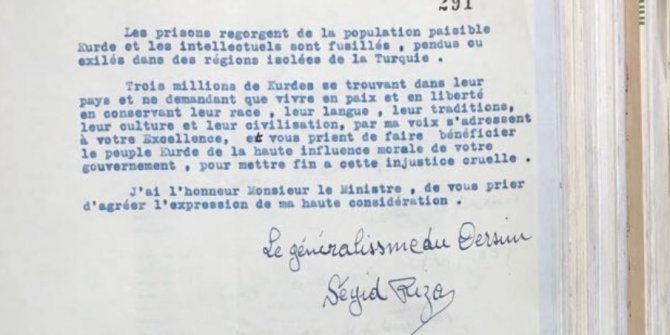 291
Les prisons regorgent de la population paisible
Kurde et les intellectuels sont fusillés , pendus ou
exilés dans des régions isolées de la Turquie .
Trois millions de Kurdes se trouvant dans leur
pays et ne demandant que vivre en paix et en liberté
en conservant leur race , leur langue , leur traditions,
leur culture et leur civilisation, par ma voix s'adressent
à votre Excellence, et vous prient de faire bénéficier
le peuple Kurde de la haute influence morale de votre
gouvernement , pour mettre fin a cette injustice cruelle .
J'ai l'honneur Monsieur le Ministre , de vous prier
d'agréer l'expression de ma haute considération .
Le généralissme du Dersim
Séyid Riza